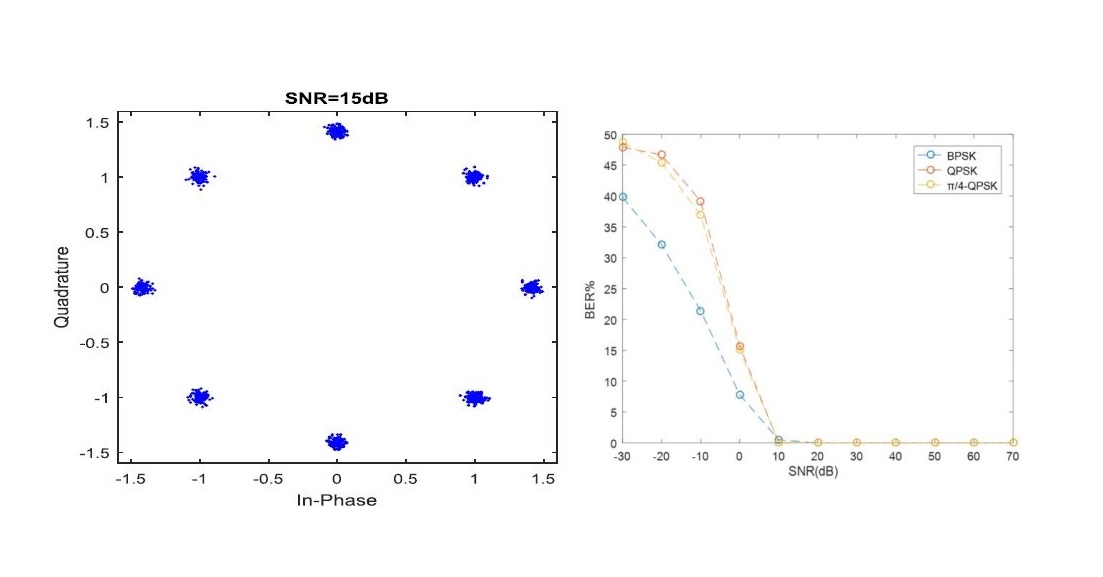 SNR=15dB
1.5
1
0.5
0
-0.5
-1
-1.5
Quadrature
-1.5 -1 -0.5 0 0.5 1 1.5
In-Phase
50
45
40
35
30
25
20
15
10
5
0
BER%
BPSK
QPSK
π/4-QPSK
-30 -20 -10 0 10 20 30 40 50 60 70
SNR(dB)